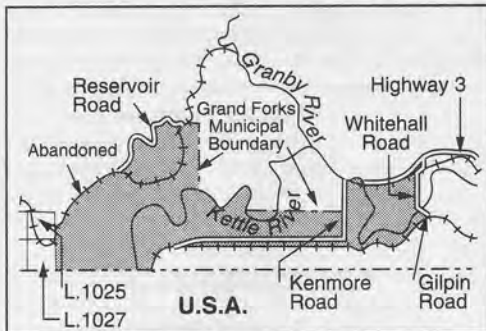 Granby River
Reservoir
Road
Highway 3
Grand Forks
Municipal
Boundary
Whitehall
Road
Abandoned
Kettle River
L.1025
L.1027
U.S.A.
Kenmore
Road
Gilpin
Road